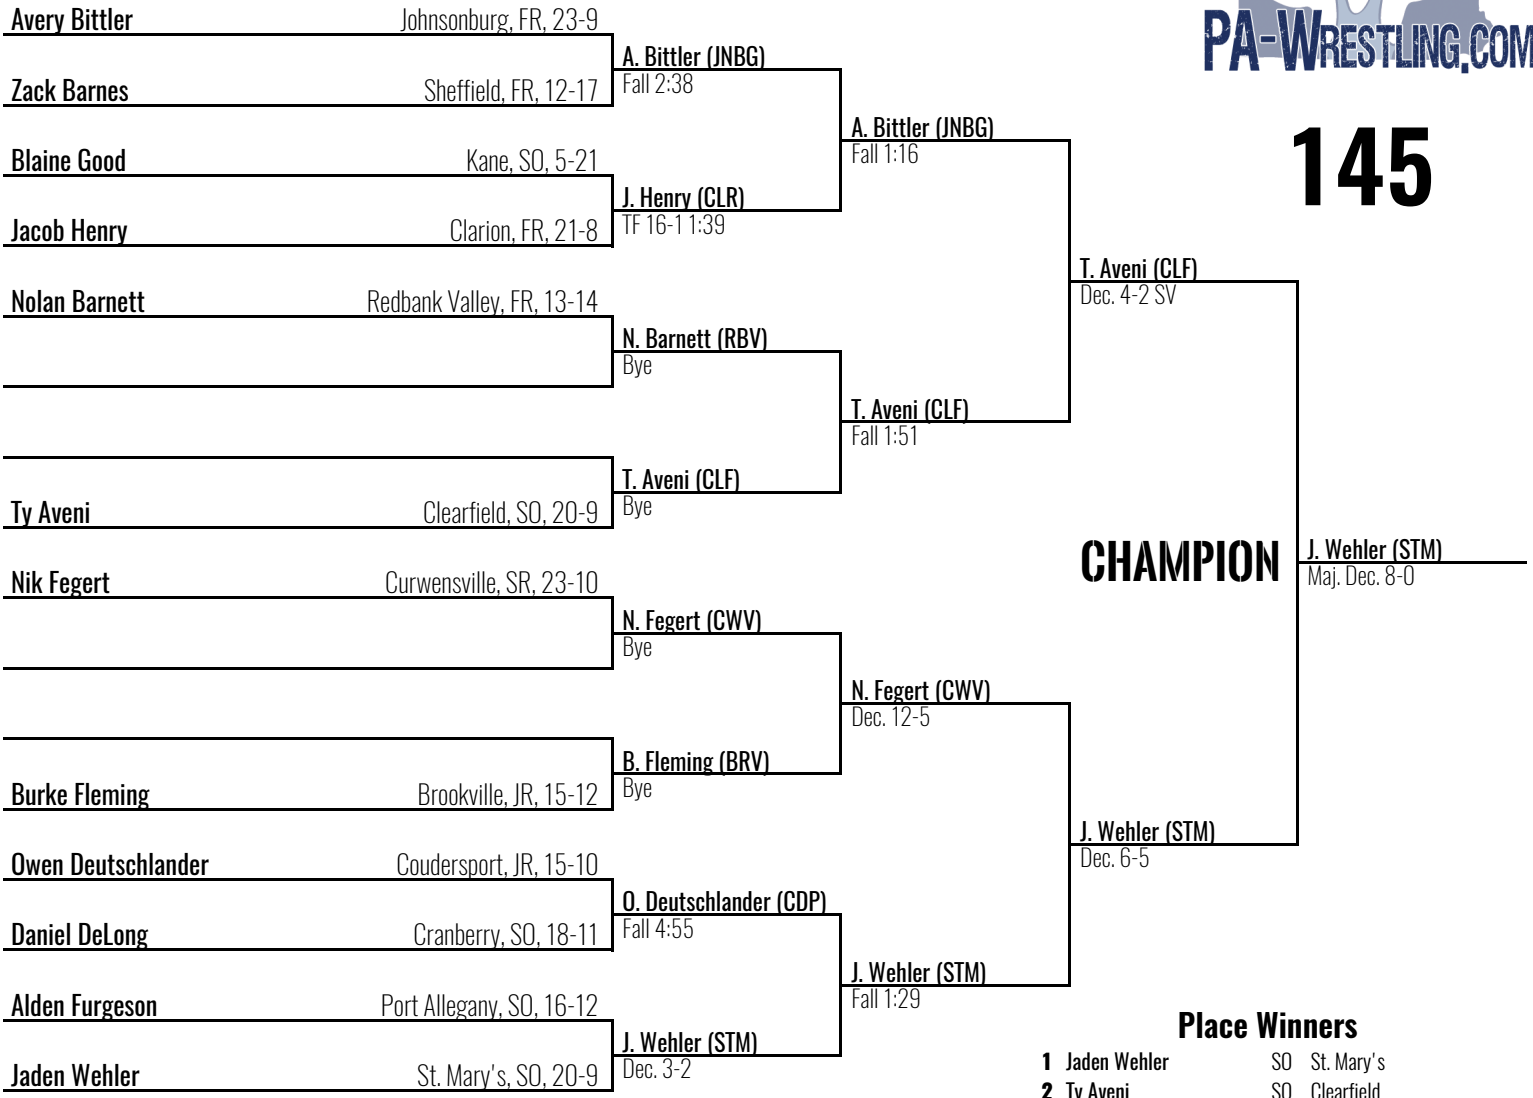 PA-WRESTLING.COM
145
Avery Bittler Johnsonburg, FR, 23-9
A. Bittler (JNBG)
Fall 2:38
Zack Barnes Sheffield, FR, 12-17
A. Bittler (JNBG)
Fall 1:16
Blaine Good Kane, SO, 5-21
J. Henry (CLR)
TF 16-1 1:39
Jacob Henry Clarion, FR, 21-8
T. Aveni (CLF)
Dec. 4-2 SV
Nolan Barnett Redbank Valley, FR, 13-14
N. Barnett (RBV)
Bye
T. Aveni (CLF)
Fall 1:51
T. Aveni (CLF)
Bye
Ty Aveni Clearfield, SO, 20-9
CHAMPION
J. Wehler (STM)
Maj. Dec. 8-0
Nik Fegert Curwensville, SR, 23-10
N. Fegert (CWV)
Bye
N. Fegert (CWV)
Dec. 12-5
B. Fleming (BRV)
Bye
Burke Fleming Brookville, JR, 15-12
J. Wehler (STM)
Dec. 6-5
Owen Deutschlander Coudersport, JR, 15-10
O. Deutschlander (CDP)
Fall 4:55
Daniel DeLong Cranberry, SO, 18-11
J. Wehler (STM)
Fall 1:29
Alden Furgeson Port Allegany, SO, 16-12
J. Wehler (STM)
Dec. 3-2
Jaden Wehler St. Mary's, SO, 20-9
Place Winners
1 Jaden Wehler SO St. Mary's
2 Ty Aveni SO Clearfield